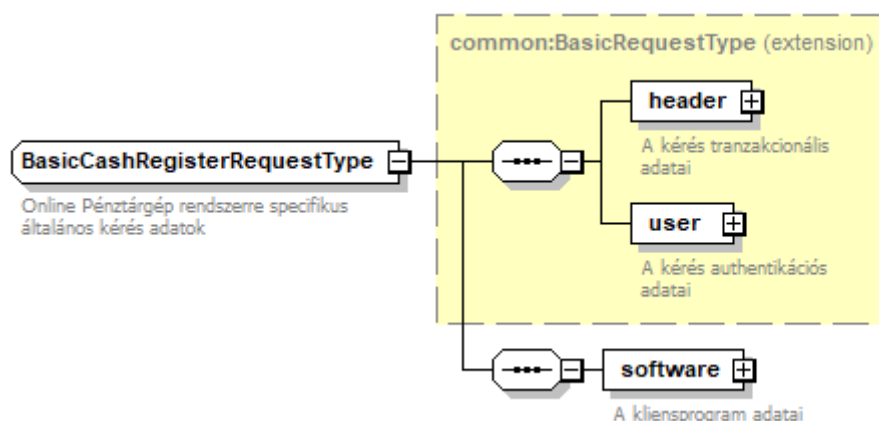 common:BasicRequestType (extension)
header
A kérés tranzakcionális
adatai
BasicCashRegisterRequestType
Online Pénztárgép rendszerre specifikus
általános kérés adatok
user
A kérés authentikációs
adatai
software
A kliensprogram adatai